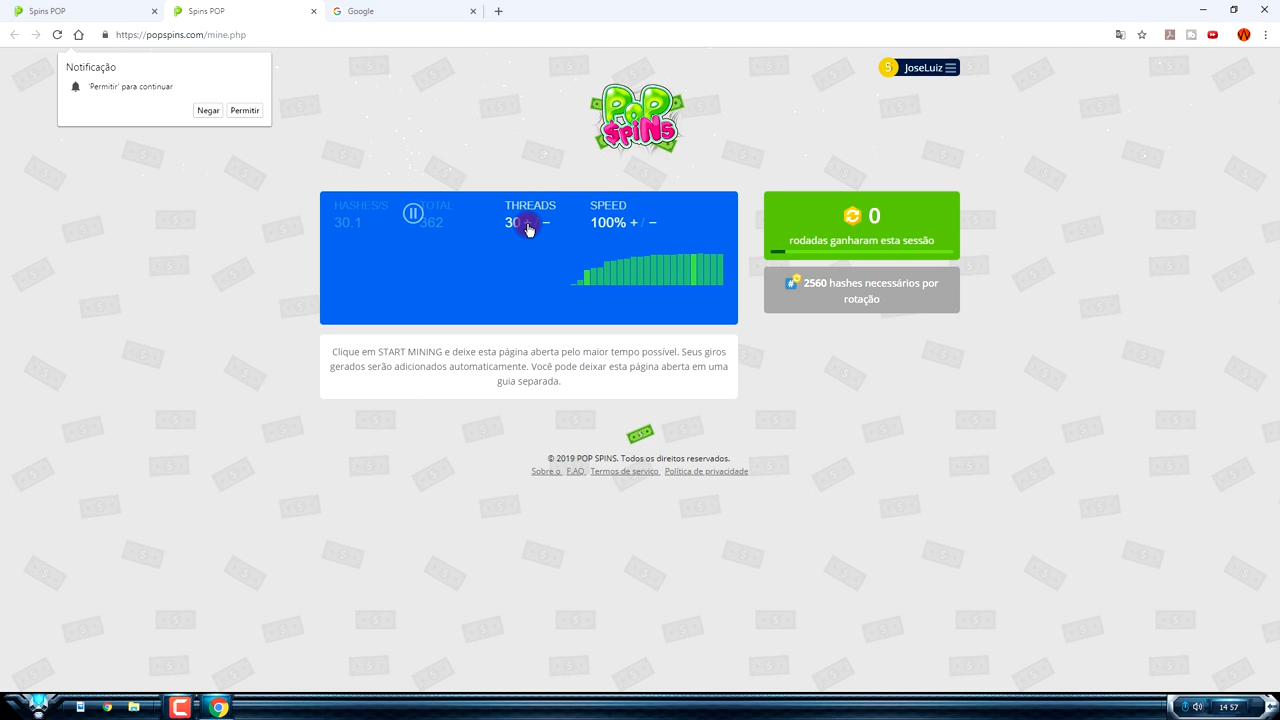 Spins POP
Spins POP
Google
https://popspins.com/mine.php
Notificação
'Permitir' para continuar
Negar
Permitir
JoseLuiz
POP
$PINS
HASHES/S
TOTAL
THREADS
SPEED
30.1
362
30 + / −
100% + / −
0
rodadas ganharam esta sessão
2560 hashes necessários por
rotação
Clique em START MINING e deixe esta página aberta pelo maior tempo possível. Seus giros
gerados serão adicionados automaticamente. Você pode deixar esta página aberta em uma
guia separada.
© 2019 POP SPINS. Todos os direitos reservados.
Sobre o
F.AQ
Termos de serviço
Política de privacidade
14 57